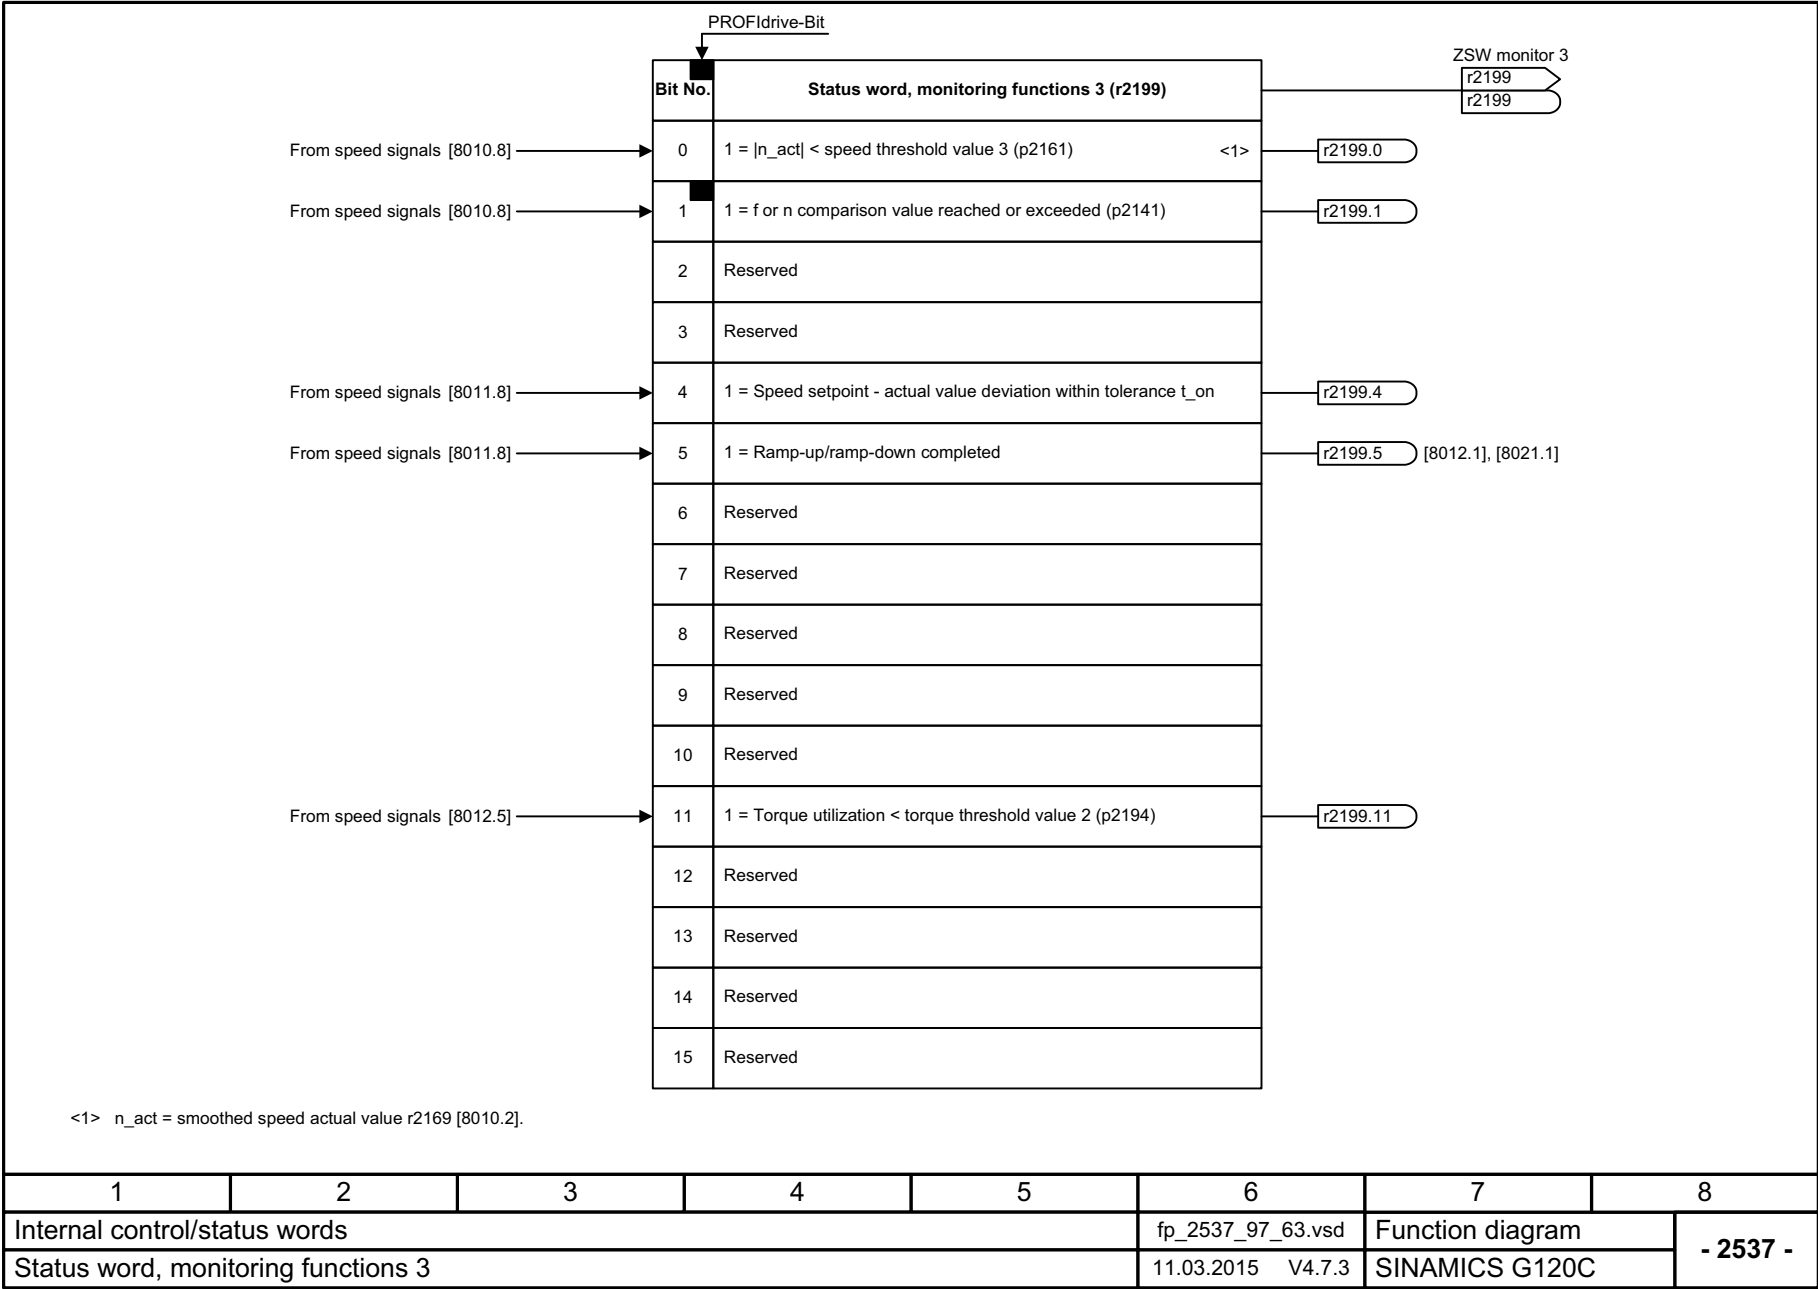 PROFIdrive-Bit
ZSW monitor 3
r2199
r2199
Bit No. Status word, monitoring functions 3 (r2199)
From speed signals [8010.8] 0 1 = |n_act| < speed threshold value 3 (p2161) <1> r2199.0
From speed signals [8010.8] 1 1 = f or n comparison value reached or exceeded (p2141) r2199.1
2 Reserved
3 Reserved
From speed signals [8011.8] 4 1 = Speed setpoint - actual value deviation within tolerance t_on r2199.4
From speed signals [8011.8] 5 1 = Ramp-up/ramp-down completed r2199.5 [8012.1], [8021.1]
6 Reserved
7 Reserved
8 Reserved
9 Reserved
10 Reserved
From speed signals [8012.5] 11 1 = Torque utilization < torque threshold value 2 (p2194) r2199.11
12 Reserved
13 Reserved
14 Reserved
15 Reserved
<1> n_act = smoothed speed actual value r2169 [8010.2].
1 2 3 4 5 6 7 8
Internal control/status words fp_2537_97_63.vsd Function diagram - 2537 -
Status word, monitoring functions 3 11.03.2015 V4.7.3 SINAMICS G120C